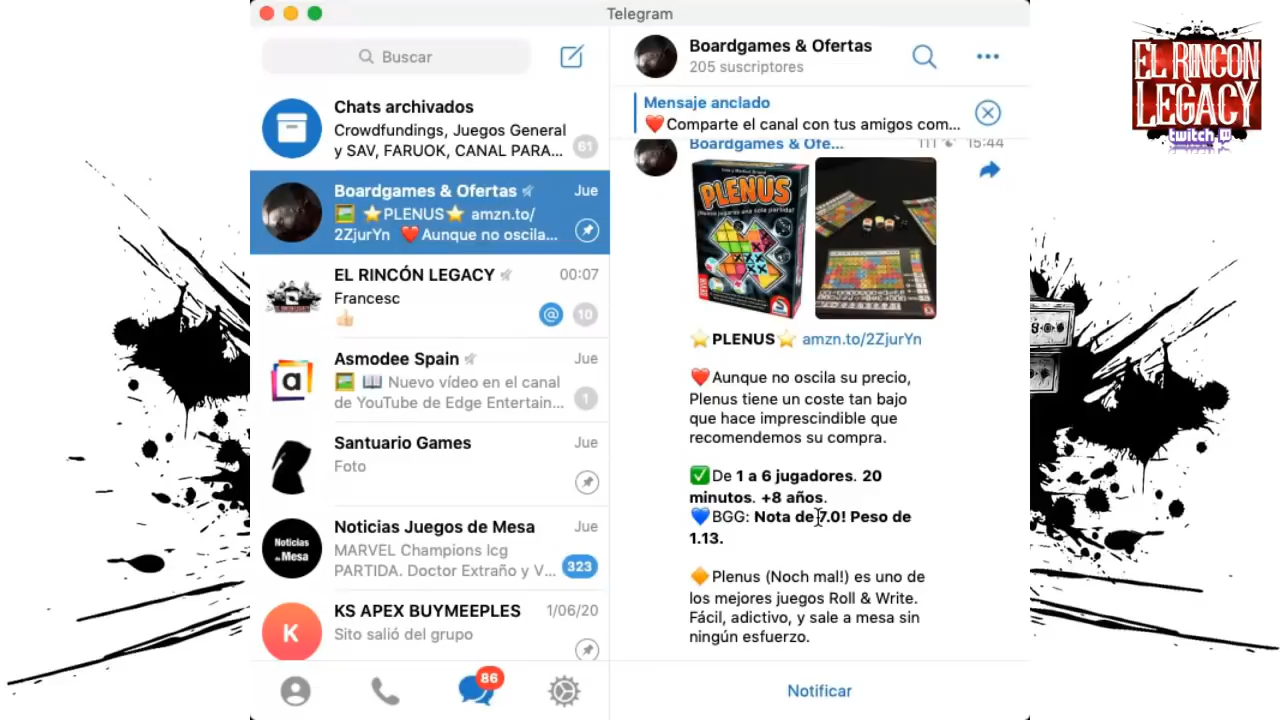 Telegram
Buscar
Chats archivados
Crowdfundings, Juegos General
y SAV, FARUOK, CANAL PARA...
61
Boardgames & Ofertas
Jue
🖼️ ⭐PLENUS⭐ amzn.to/
2ZjurYn ❤️Aunque no oscila...
EL RINCÓN LEGACY
00:07
Francesc
👍🏻
@
10
Asmodee Spain
Jue
🖼️ 📖 Nuevo vídeo en el canal
de YouTube de Edge Entertain...
1
Santuario Games
Jue
Foto
Noticias Juegos de Mesa
Jue
Noticias
de Mesa
MARVEL Champions lcg
PARTIDA. Doctor Extraño y V...
323
KS APEX BUYMEEPLES
1/06/20
K
Sito salió del grupo
86
Boardgames & Ofertas
205 suscriptores
Mensaje anclado
❤️Comparte el canal con tus amigos com...
Boardgames & Ofe...
111
15:44
PLENUS
⭐PLENUS⭐ amzn.to/2ZjurYn
❤️Aunque no oscila su precio,
Plenus tiene un coste tan bajo
que hace imprescindible que
recomendemos su compra.
✅De 1 a 6 jugadores. 20
minutos. +8 años.
💙BGG: Nota de 7.0! Peso de
1.13.
🔶Plenus (Noch mal!) es uno de
los mejores juegos Roll & Write.
Fácil, adictivo, y sale a mesa sin
ningún esfuerzo.
Notificar
EL RINCON
LEGACY
twitch